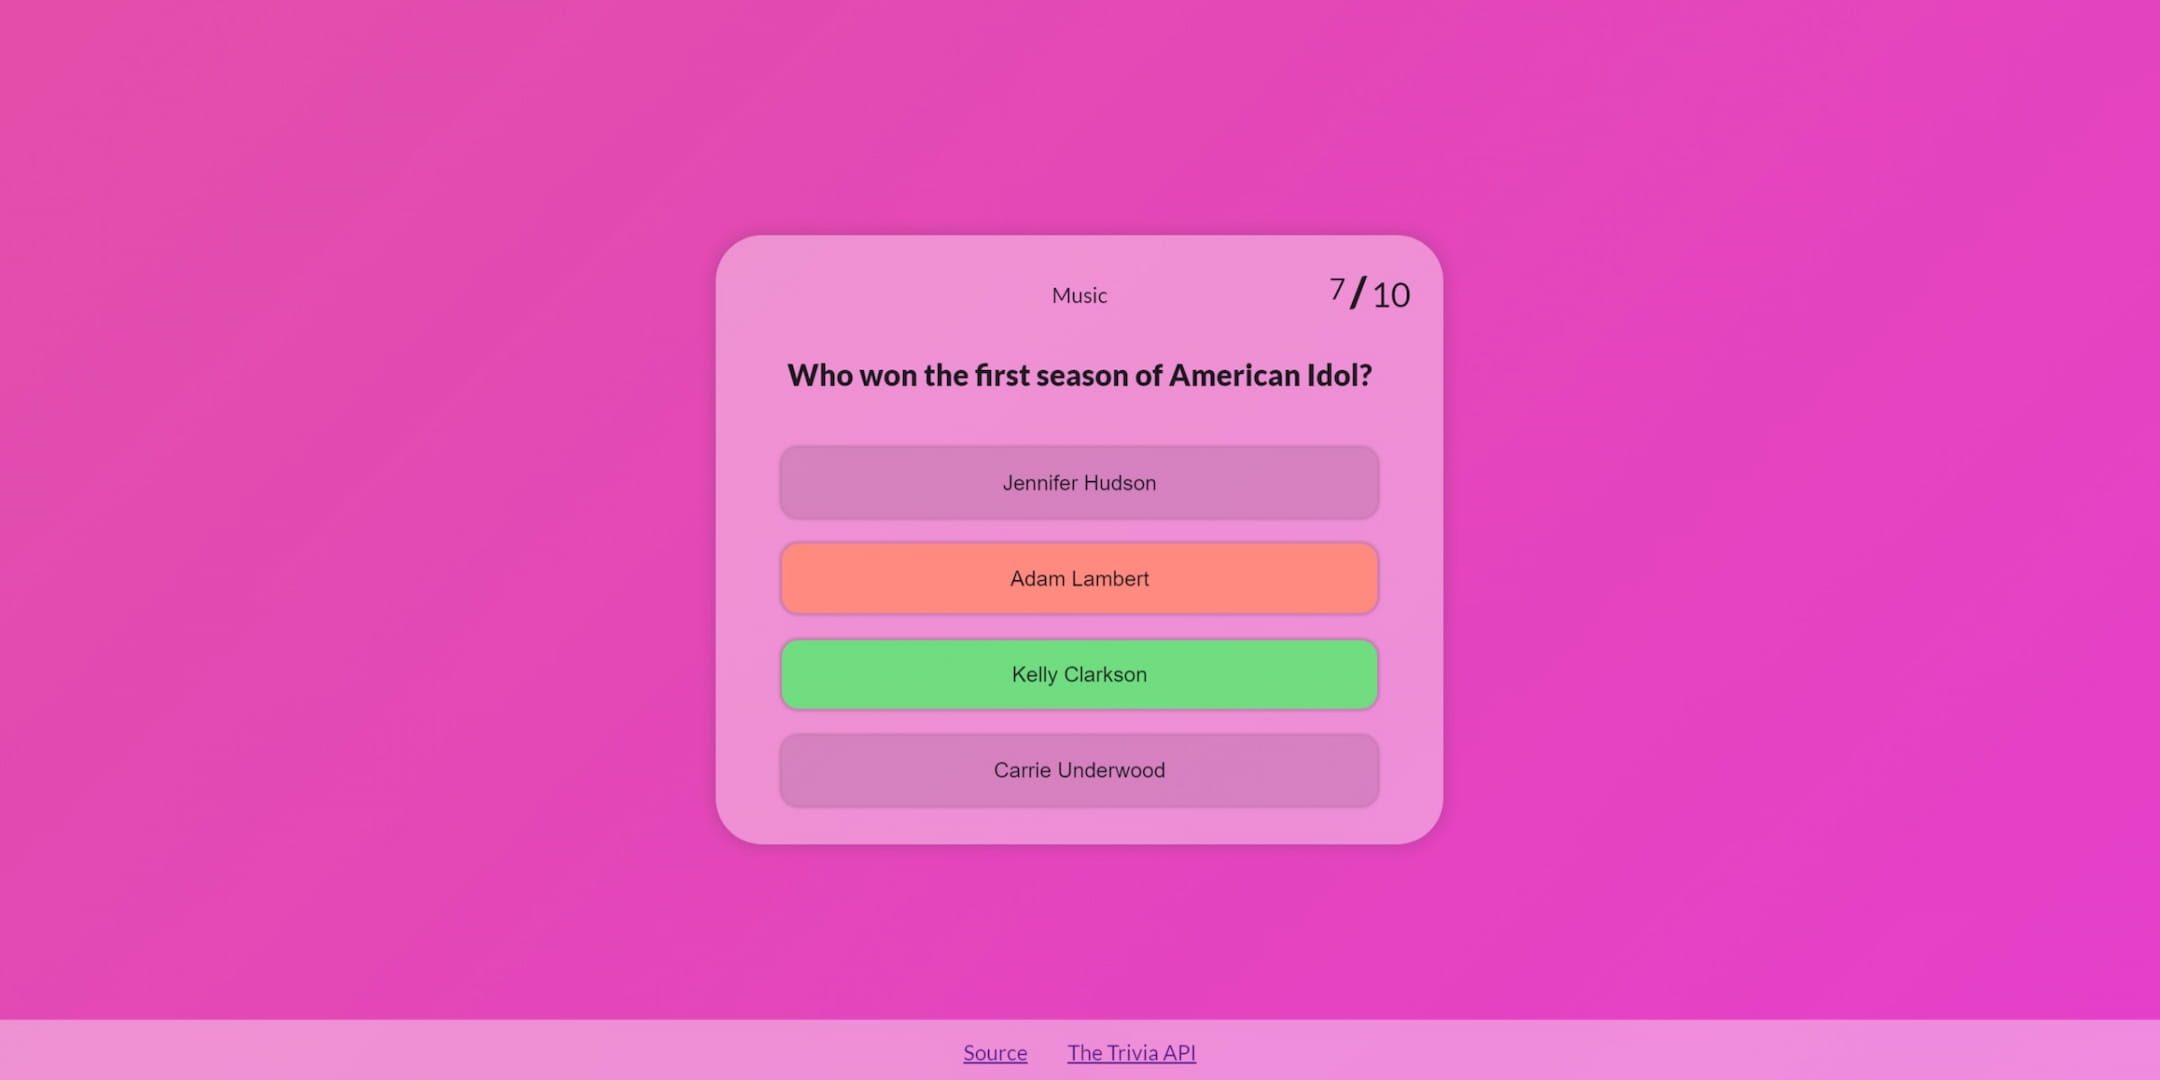 Music
7/10
Who won the first season of American Idol?
Jennifer Hudson
Adam Lambert
Kelly Clarkson
Carrie Underwood
Source The Trivia API